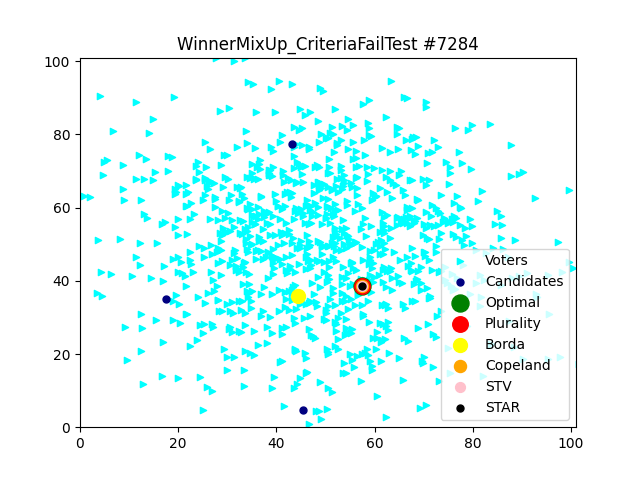 WinnerMixUp_CriteriaFailTest #7284
100
80
60
40
20
0
0
20
40
60
80
100
Voters
Candidates
Optimal
Plurality
Borda
Copeland
STV
STAR